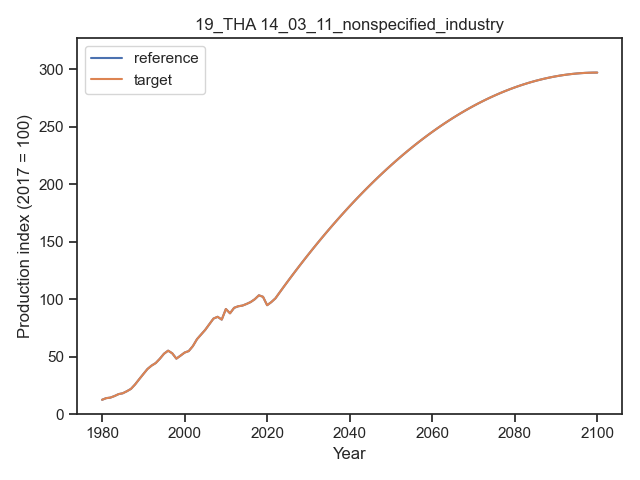 19_THA 14_03_11_nonspecified_industry
reference
target
Production index (2017 = 100)
300
250
200
150
100
50
0
1980 2000 2020 2040 2060 2080 2100
Year